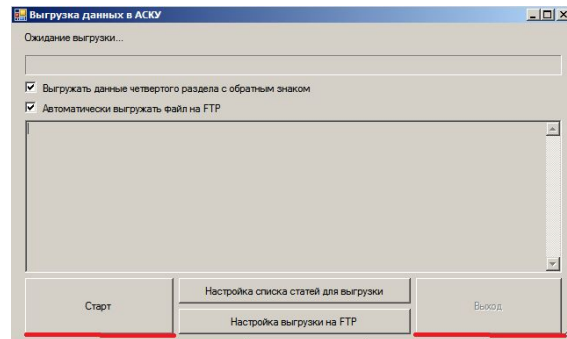 Выгрузка данных в АСКУ
Ожидание выгрузки...
Выгружать данные четвертого раздела с обратным знаком
Автоматически выгружать файл на FTP
Старт
Настройка списка статей для выгрузки
Настройка выгрузки на FTP
Выход